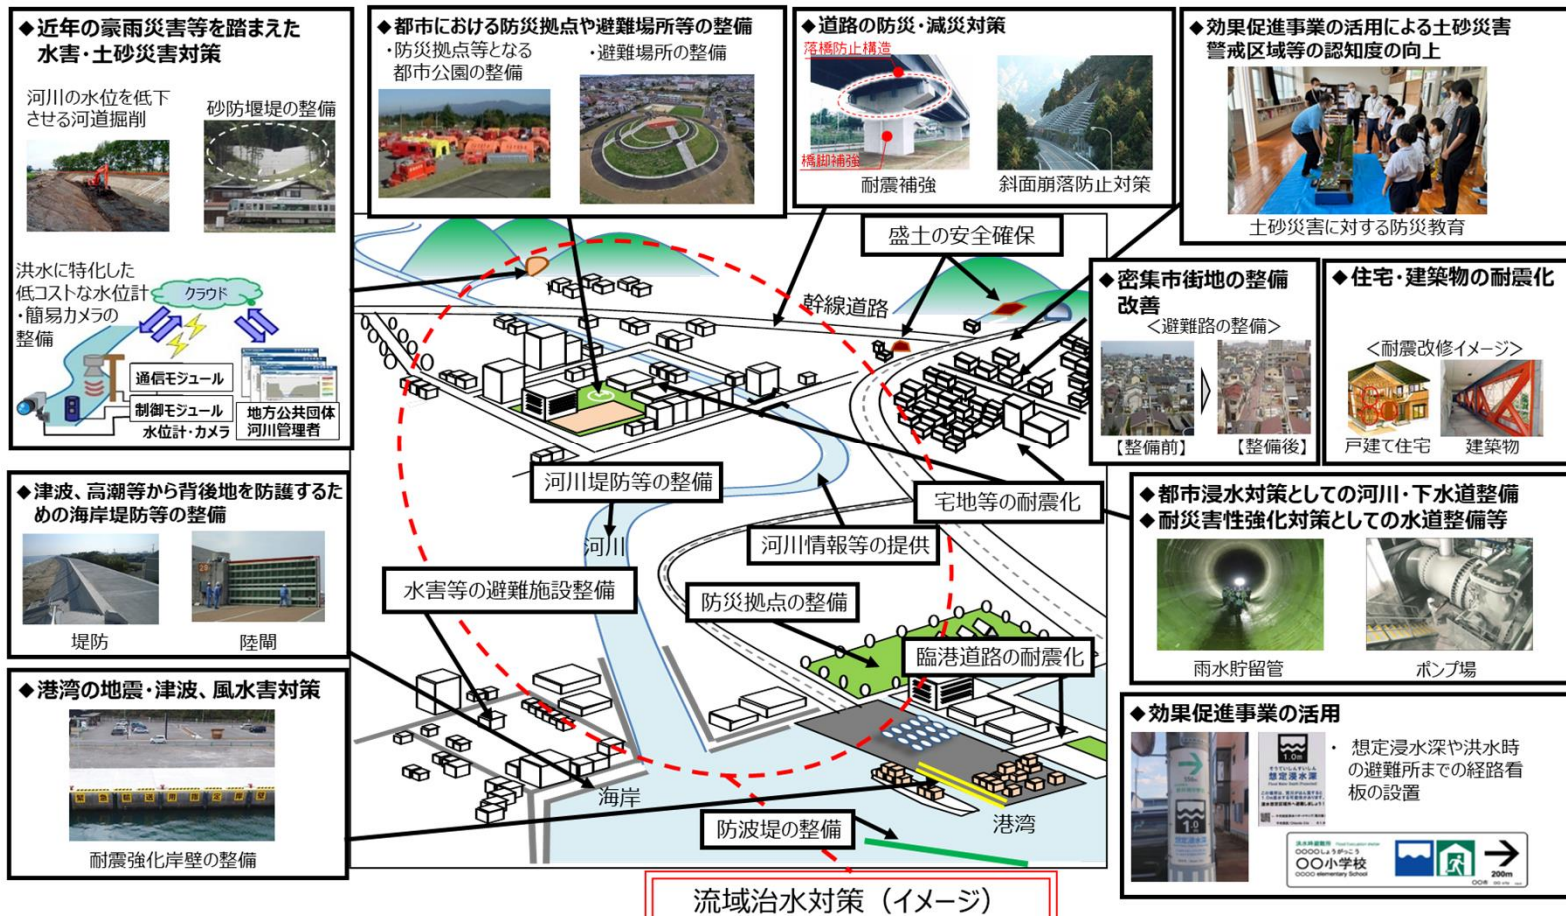 ◆近年の豪雨災害等を踏まえた
水害・土砂災害対策
河川の水位を低下
させる河道掘削
砂防堰堤の整備
洪水に特化した
低コストな水位計
・簡易カメラの
整備
クラウド
通信モジュール
制御モジュール
水位計・カメラ
地方公共団体
河川管理者
◆都市における防災拠点や避難場所等の整備
・防災拠点等となる
都市公園の整備
・避難場所の整備
◆道路の防災・減災対策
落橋防止構造
橋脚補強
耐震補強
斜面崩落防止対策
◆効果促進事業の活用による土砂災害
警戒区域等の認知度の向上
土砂災害に対する防災教育
盛土の安全確保
幹線道路
◆密集市街地の整備
改善
<避難路の整備>
【整備前】
【整備後】
◆住宅・建築物の耐震化
<耐震改修イメージ>
戸建て住宅
建築物
河川堤防等の整備
河川
宅地等の耐震化
河川情報等の提供
◆津波、高潮等から背後地を防護するた
めの海岸堤防等の整備
堤防
陸閘
水害等の避難施設整備
防災拠点の整備
臨港道路の耐震化
◆都市浸水対策としての河川・下水道整備
◆耐災害性強化対策としての水道整備等
雨水貯留管
ポンプ場
◆港湾の地震・津波、風水害対策
緊急輸送用指定岸壁
耐震強化岸壁の整備
海岸
港湾
防波堤の整備
流域治水対策（イメージ）
◆効果促進事業の活用
・ 想定浸水深や洪水時
の避難所までの経路看
板の設置
1.0m
想定浸水深
〇〇〇〇しょうがっこう
〇〇小学校
〇〇〇〇 elementary School
200m